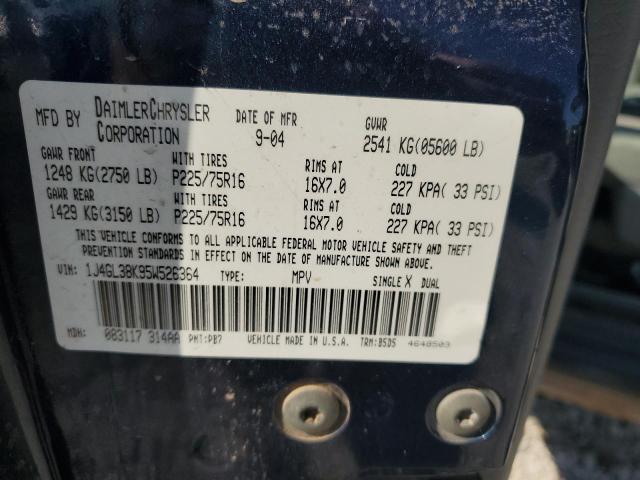 MFD BY DAIMLERCHRYSLER CORPORATION DATE OF MFR 9-04 GVWR 2541 KG(05600 LB)
GAWR FRONT WITH TIRES RIMS AT COLD
1248 KG(2750 LB) P225/75R16 16X7.0 227 KPA( 33 PSI)
GAWR REAR WITH TIRES RIMS AT COLD
1429 KG(3150 LB) P225/75R16 16X7.0 227 KPA( 33 PSI)
THIS VEHICLE CONFORMS TO ALL APPLICABLE FEDERAL MOTOR VEHICLE SAFETY AND THEFT
PREVENTION STANDARDS IN EFFECT ON THE DATE OF MANUFACTURE SHOWN ABOVE.
VIN: 1J4GL38K95W526364 TYPE: MPV SINGLE X DUAL
MDH: 083117 314AA PNT:PB7 VEHICLE MADE IN U.S.A. TRM:B5D5 4648503